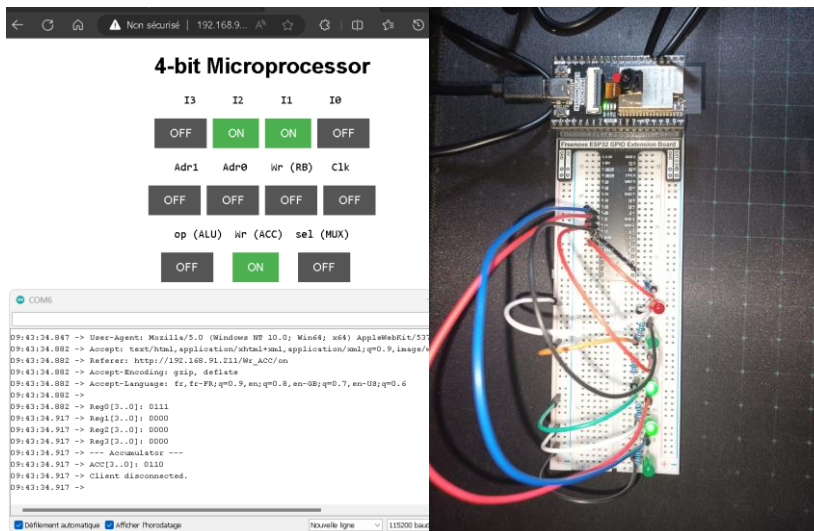 Non sécurisé | 192.168.9...
4-bit Microprocessor
I3 I2 I1 I0
OFF ON ON OFF
Adr1 Adr0 Wr (RB) Clk
OFF OFF OFF OFF
op (ALU) Wr (ACC) sel (MUX)
OFF ON OFF
COM6
09:43:34.847 -> User-Agent: Mozilla/5.0 (Windows NT 10.0; Win64; x64) AppleWebKit/537
09:43:34.882 -> Accept: text/html,application/xhtml+xml,application/xml;q=0.9,image/w
09:43:34.882 -> Referer: http://192.168.91.211/Wr_ACC/on
09:43:34.882 -> Accept-Encoding: gzip, deflate
09:43:34.882 -> Accept-Language: fr,fr-FR;q=0.9,en;q=0.8,en-GB;q=0.7,en-US;q=0.6
09:43:34.882 ->
09:43:34.882 -> Reg0[3..0]: 0111
09:43:34.917 -> Reg1[3..0]: 0000
09:43:34.917 -> Reg2[3..0]: 0000
09:43:34.917 -> Reg3[3..0]: 0000
09:43:34.917 -> --- Accumulator ---
09:43:34.917 -> ACC[3..0]: 0110
09:43:34.917 -> Client disconnected.
09:43:34.917 ->
Défilement automatique Afficher l'horodatage Nouvelle ligne 115200 baud
Freenove ESP32 GPIO Extension Board